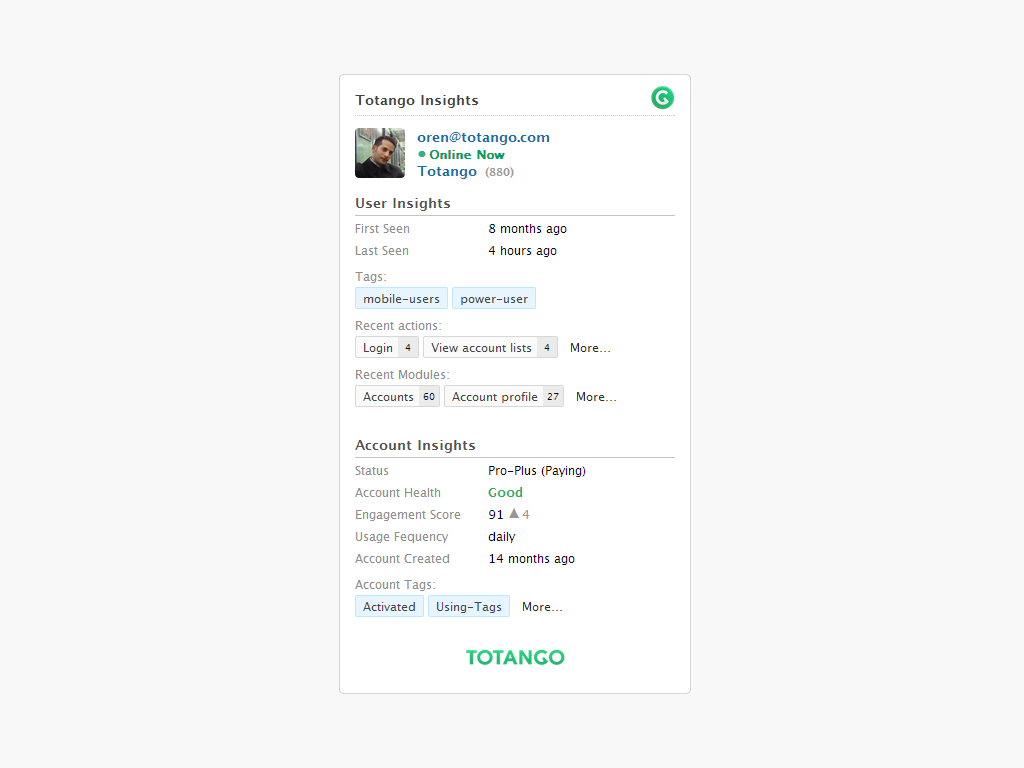 Totango Insights
oren@totango.com
Online Now
Totango (880)
User Insights
First Seen 8 months ago
Last Seen 4 hours ago
Tags:
mobile-users power-user
Recent actions:
Login 4 View account lists 4 More...
Recent Modules:
Accounts 60 Account profile 27 More...
Account Insights
Status Pro-Plus (Paying)
Account Health Good
Engagement Score 91 ▲ 4
Usage Fequency daily
Account Created 14 months ago
Account Tags:
Activated Using-Tags More...
TOTANGO